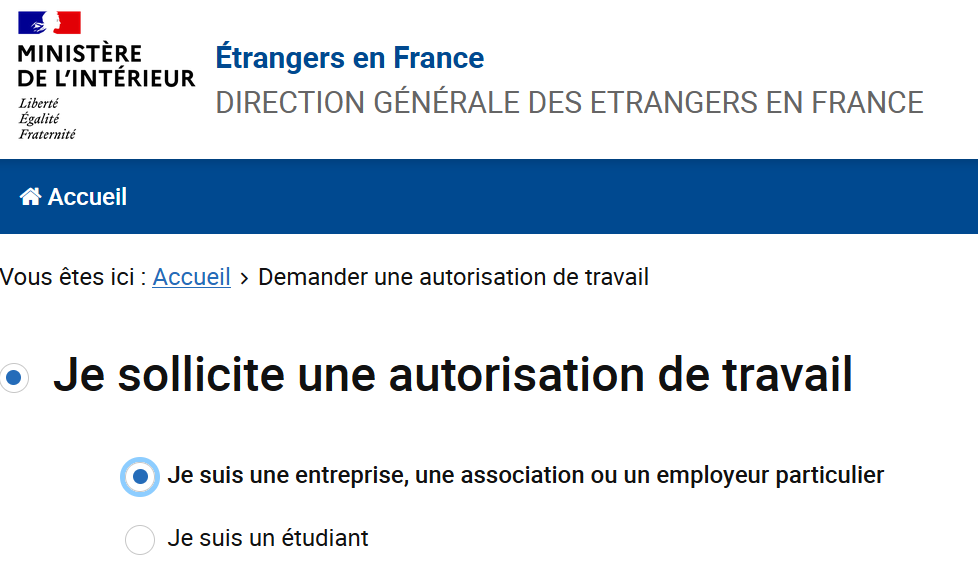 MINISTÈRE
DE L'INTÉRIEUR
Liberté
Égalité
Fraternité
Étrangers en France
DIRECTION GÉNÉRALE DES ETRANGERS EN FRANCE
Accueil
Vous êtes ici : Accueil > Demander une autorisation de travail
Je sollicite une autorisation de travail
Je suis une entreprise, une association ou un employeur particulier
Je suis un étudiant